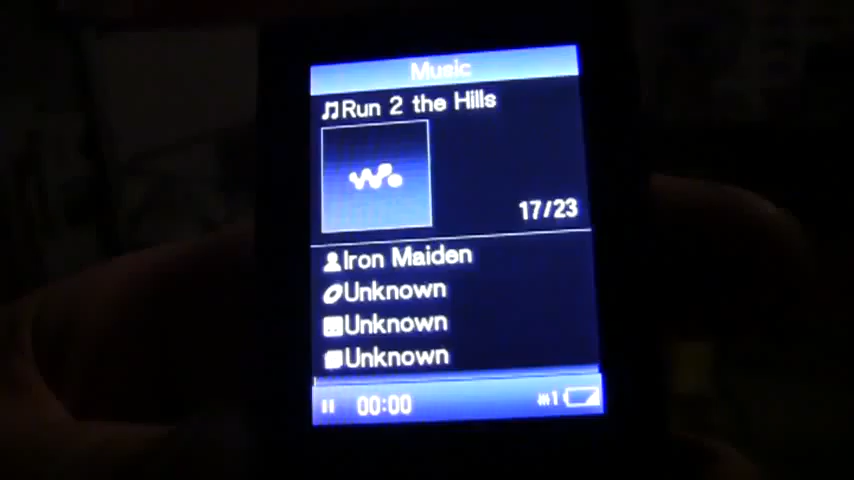 Music
Run 2 the Hills
17/23
Iron Maiden
Unknown
Unknown
Unknown
00:00